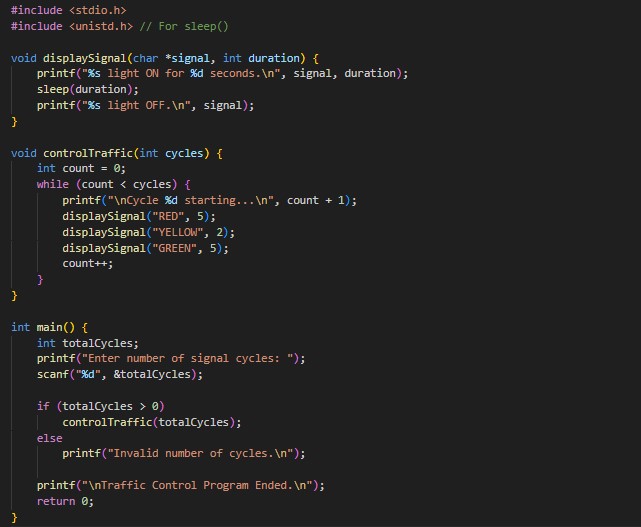 #include <stdio.h>
#include <unistd.h> // For sleep()

void displaySignal(char *signal, int duration) {
    printf("%s light ON for %d seconds.\n", signal, duration);
    sleep(duration);
    printf("%s light OFF.\n", signal);
}

void controlTraffic(int cycles) {
    int count = 0;
    while (count < cycles) {
        printf("\nCycle %d starting...\n", count + 1);
        displaySignal("RED", 5);
        displaySignal("YELLOW", 2);
        displaySignal("GREEN", 5);
        count++;
    }
}

int main() {
    int totalCycles;
    printf("Enter number of signal cycles: ");
    scanf("%d", &totalCycles);

    if (totalCycles > 0)
        controlTraffic(totalCycles);
    else
        printf("Invalid number of cycles.\n");

    printf("\nTraffic Control Program Ended.\n");
    return 0;
}